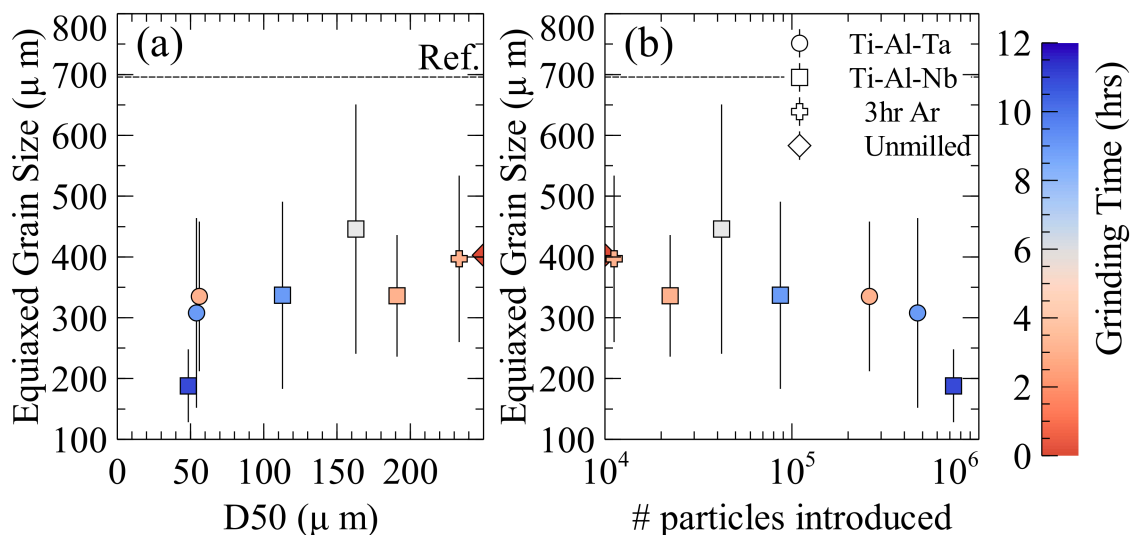 (a)
Ref.
800
700
600
500
400
300
200
100
Equiaxed Grain Size (μ m)
0 50 100 150 200
D50 (μ m)
(b)
Ti-Al-Ta
Ti-Al-Nb
3hr Ar
Unmilled
800
700
600
500
400
300
200
100
Equiaxed Grain Size (μ m)
10⁴ 10⁵ 10⁶
# particles introduced
12
10
8
6
4
2
0
Grinding Time (hrs)